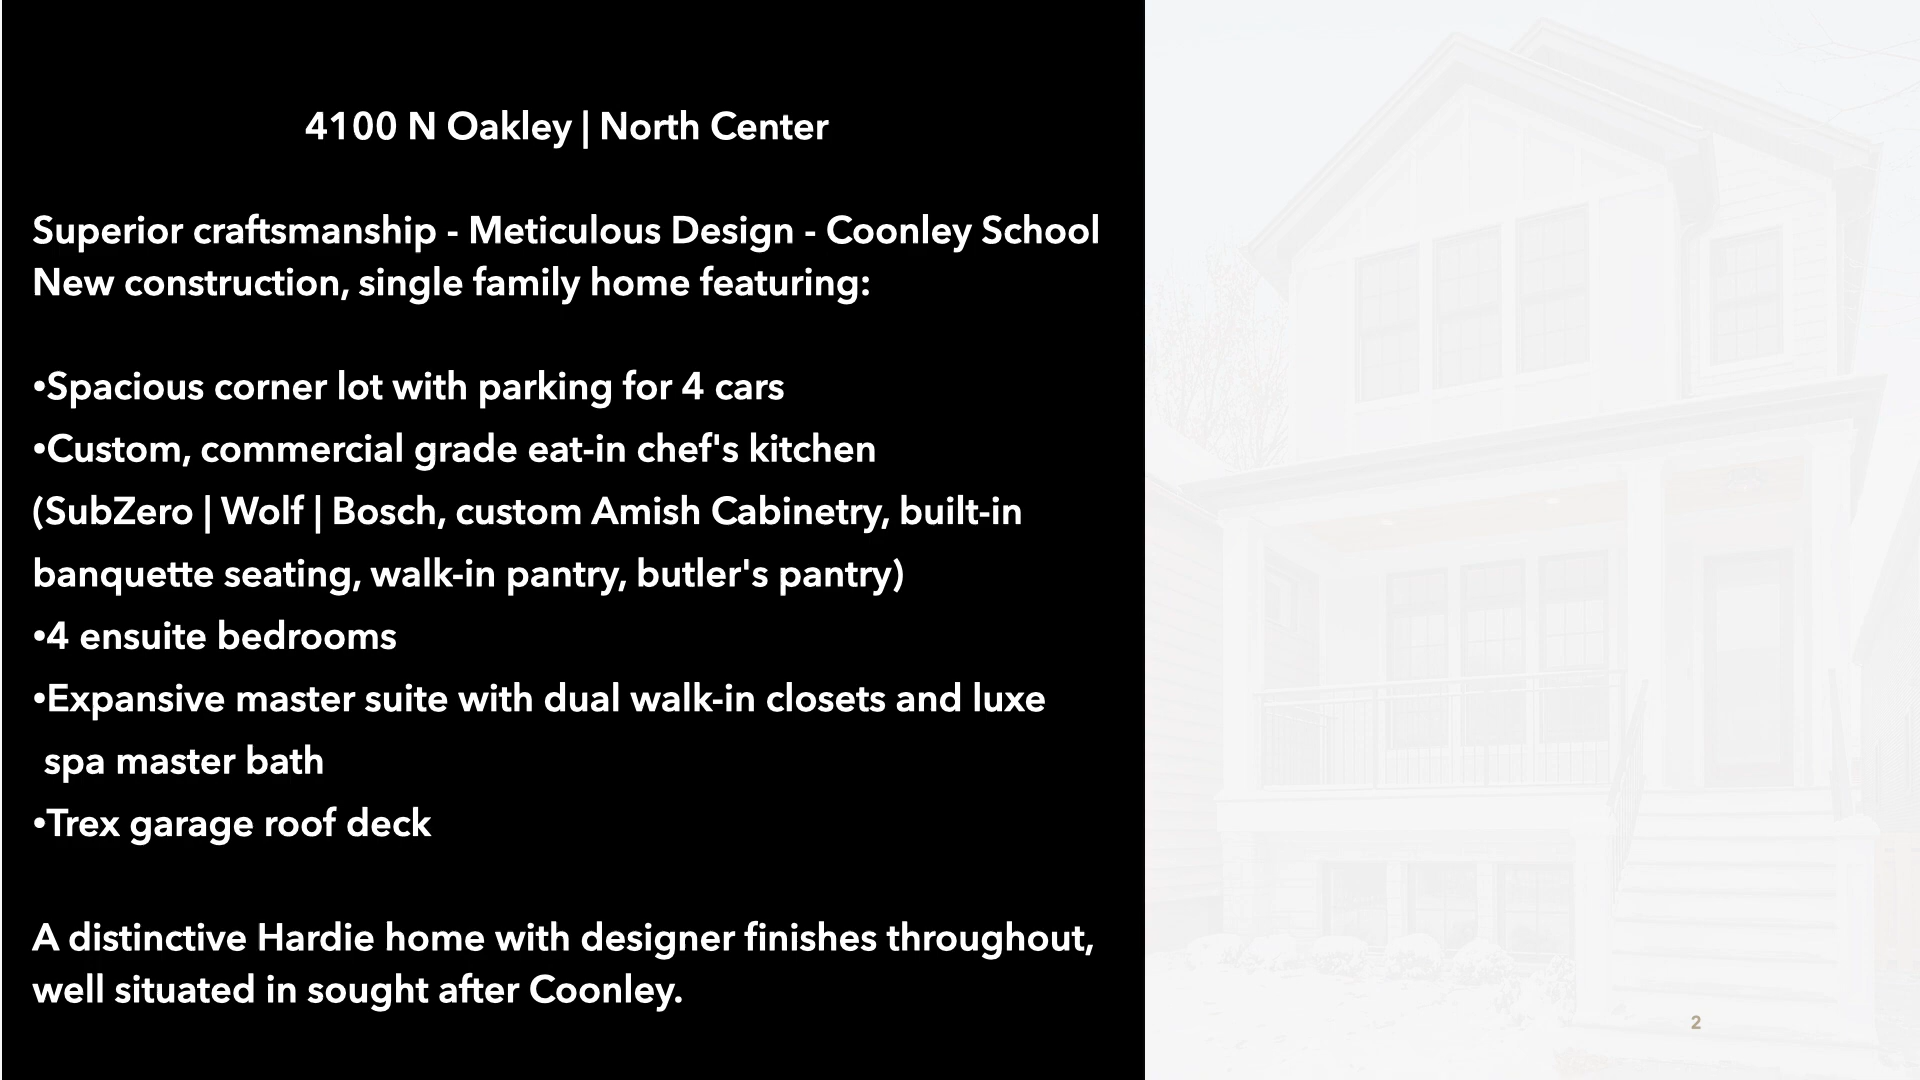 4100 N Oakley | North Center
Superior craftsmanship - Meticulous Design - Coonley School
New construction, single family home featuring:
•Spacious corner lot with parking for 4 cars
•Custom, commercial grade eat-in chef's kitchen
(SubZero | Wolf | Bosch, custom Amish Cabinetry, built-in
banquette seating, walk-in pantry, butler's pantry)
•4 ensuite bedrooms
•Expansive master suite with dual walk-in closets and luxe
spa master bath
•Trex garage roof deck
A distinctive Hardie home with designer finishes throughout,
well situated in sought after Coonley.
2